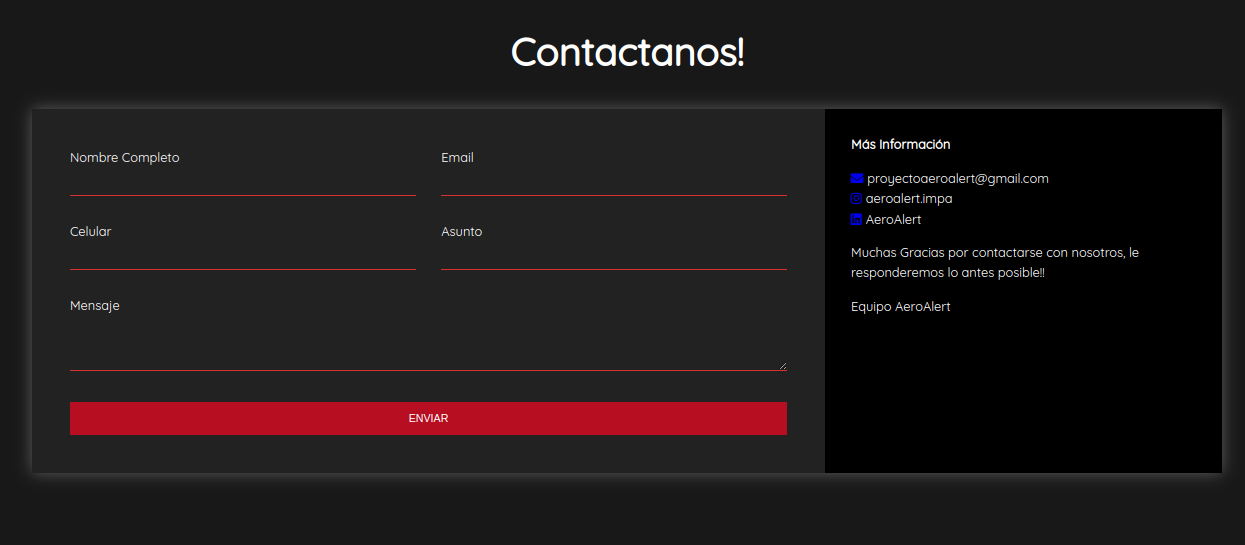 Contactanos!
Nombre Completo
Email
Celular
Asunto
Mensaje
ENVIAR
Más Información
proyectoaeroalert@gmail.com
aeroalert.impa
AeroAlert
Muchas Gracias por contactarse con nosotros, le
responderemos lo antes posible!!
Equipo AeroAlert